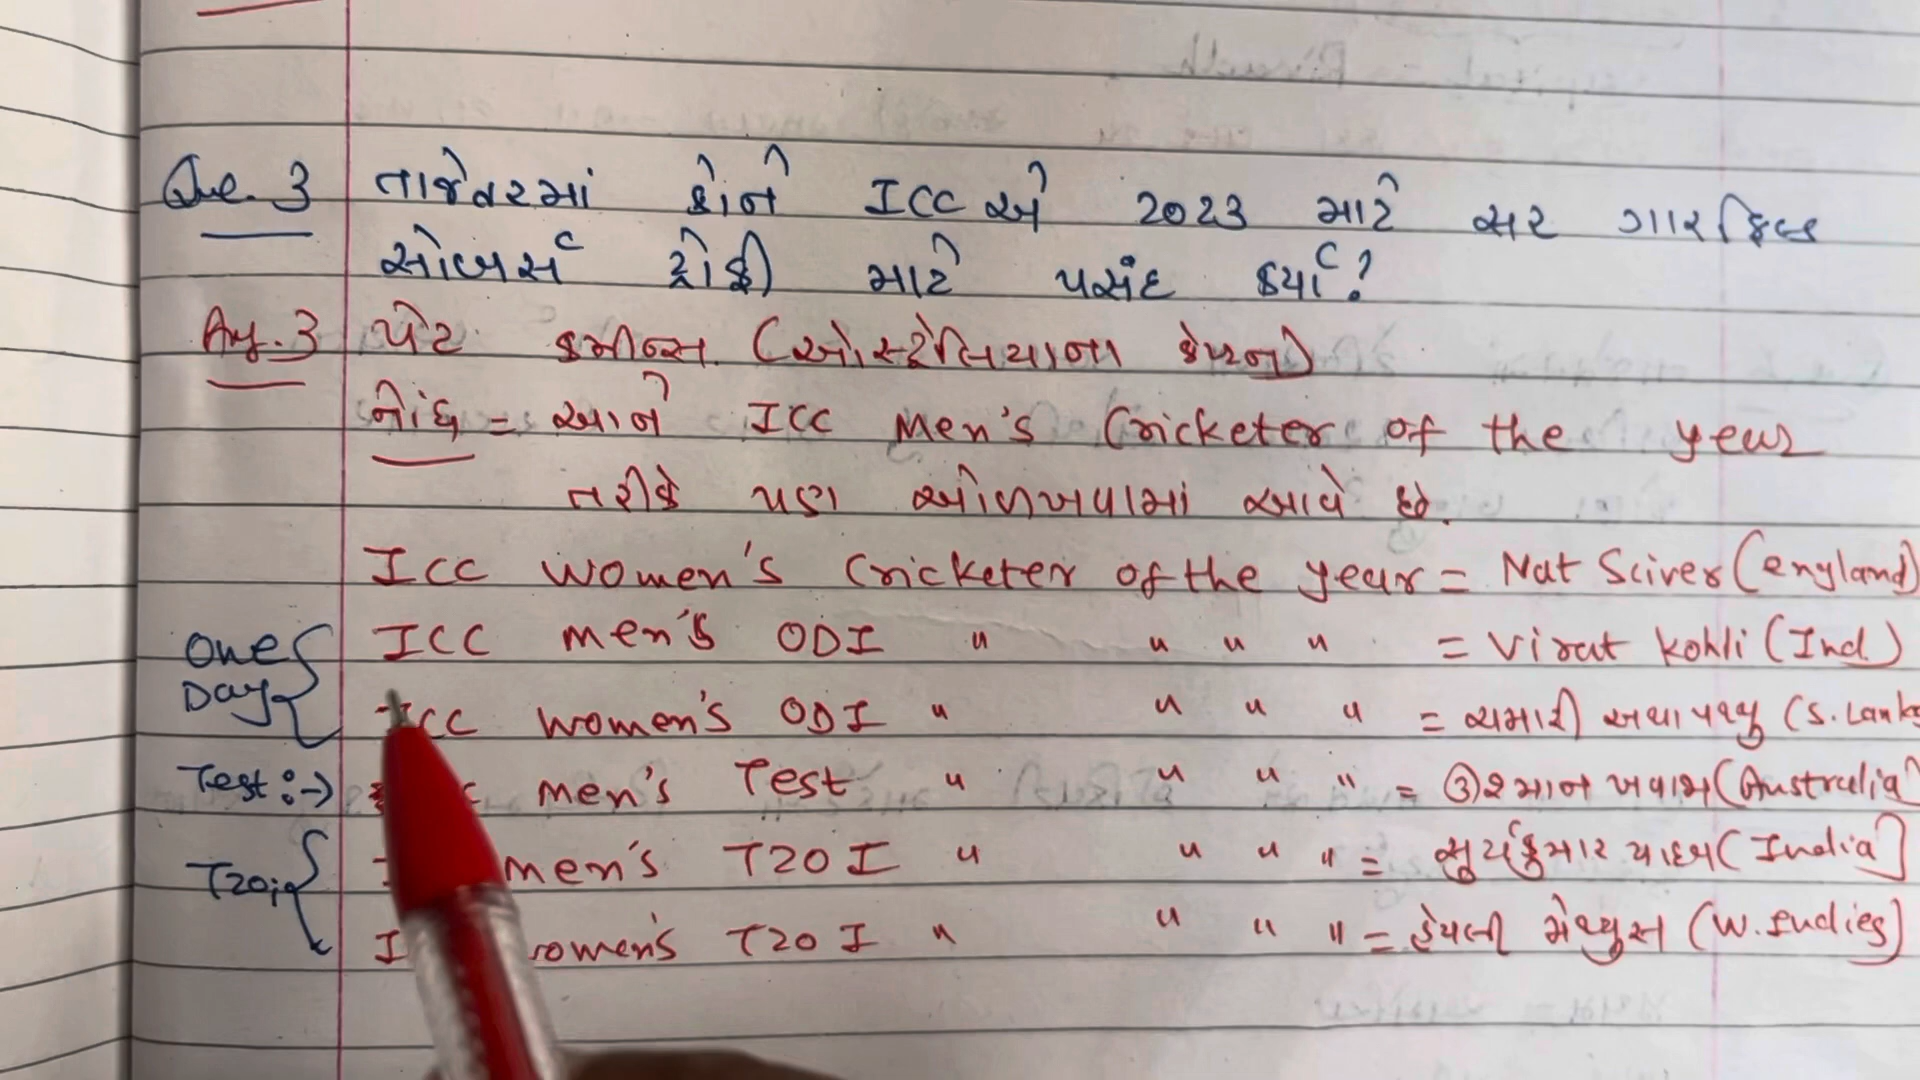 Que. 3 તાજેતરમાં કોને ICC એ 2023 માટે સર ગારફિલ્ડ
સોબર્સ ટ્રોફી માટે પસંદ કર્યા?
Ans. 3 પેટ કમીન્સ (ઓસ્ટ્રેલિયાના કેપ્ટન)
નોંધ = આને ICC Men's Cricketer of the year
તરીકે પણ ઓળખવામાં આવે છે.
ICC women's Cricketer of the year = Nat Sciver (england)
One Day ICC men's ODI " " " " = Virat Kohli (Ind)
ICC women's ODI " " " " = ચમારી અથાપથ્થુ (S. Lanka
Test :→ men's Test " " " " = ઉસ્માન ખ્વાજા (Australia)
T20; men's T20 I " " " " = સુર્યકુમાર યાદવ (India)
women's T20 I " " " " = હેયલી મેથ્યુસ (W. Indies)